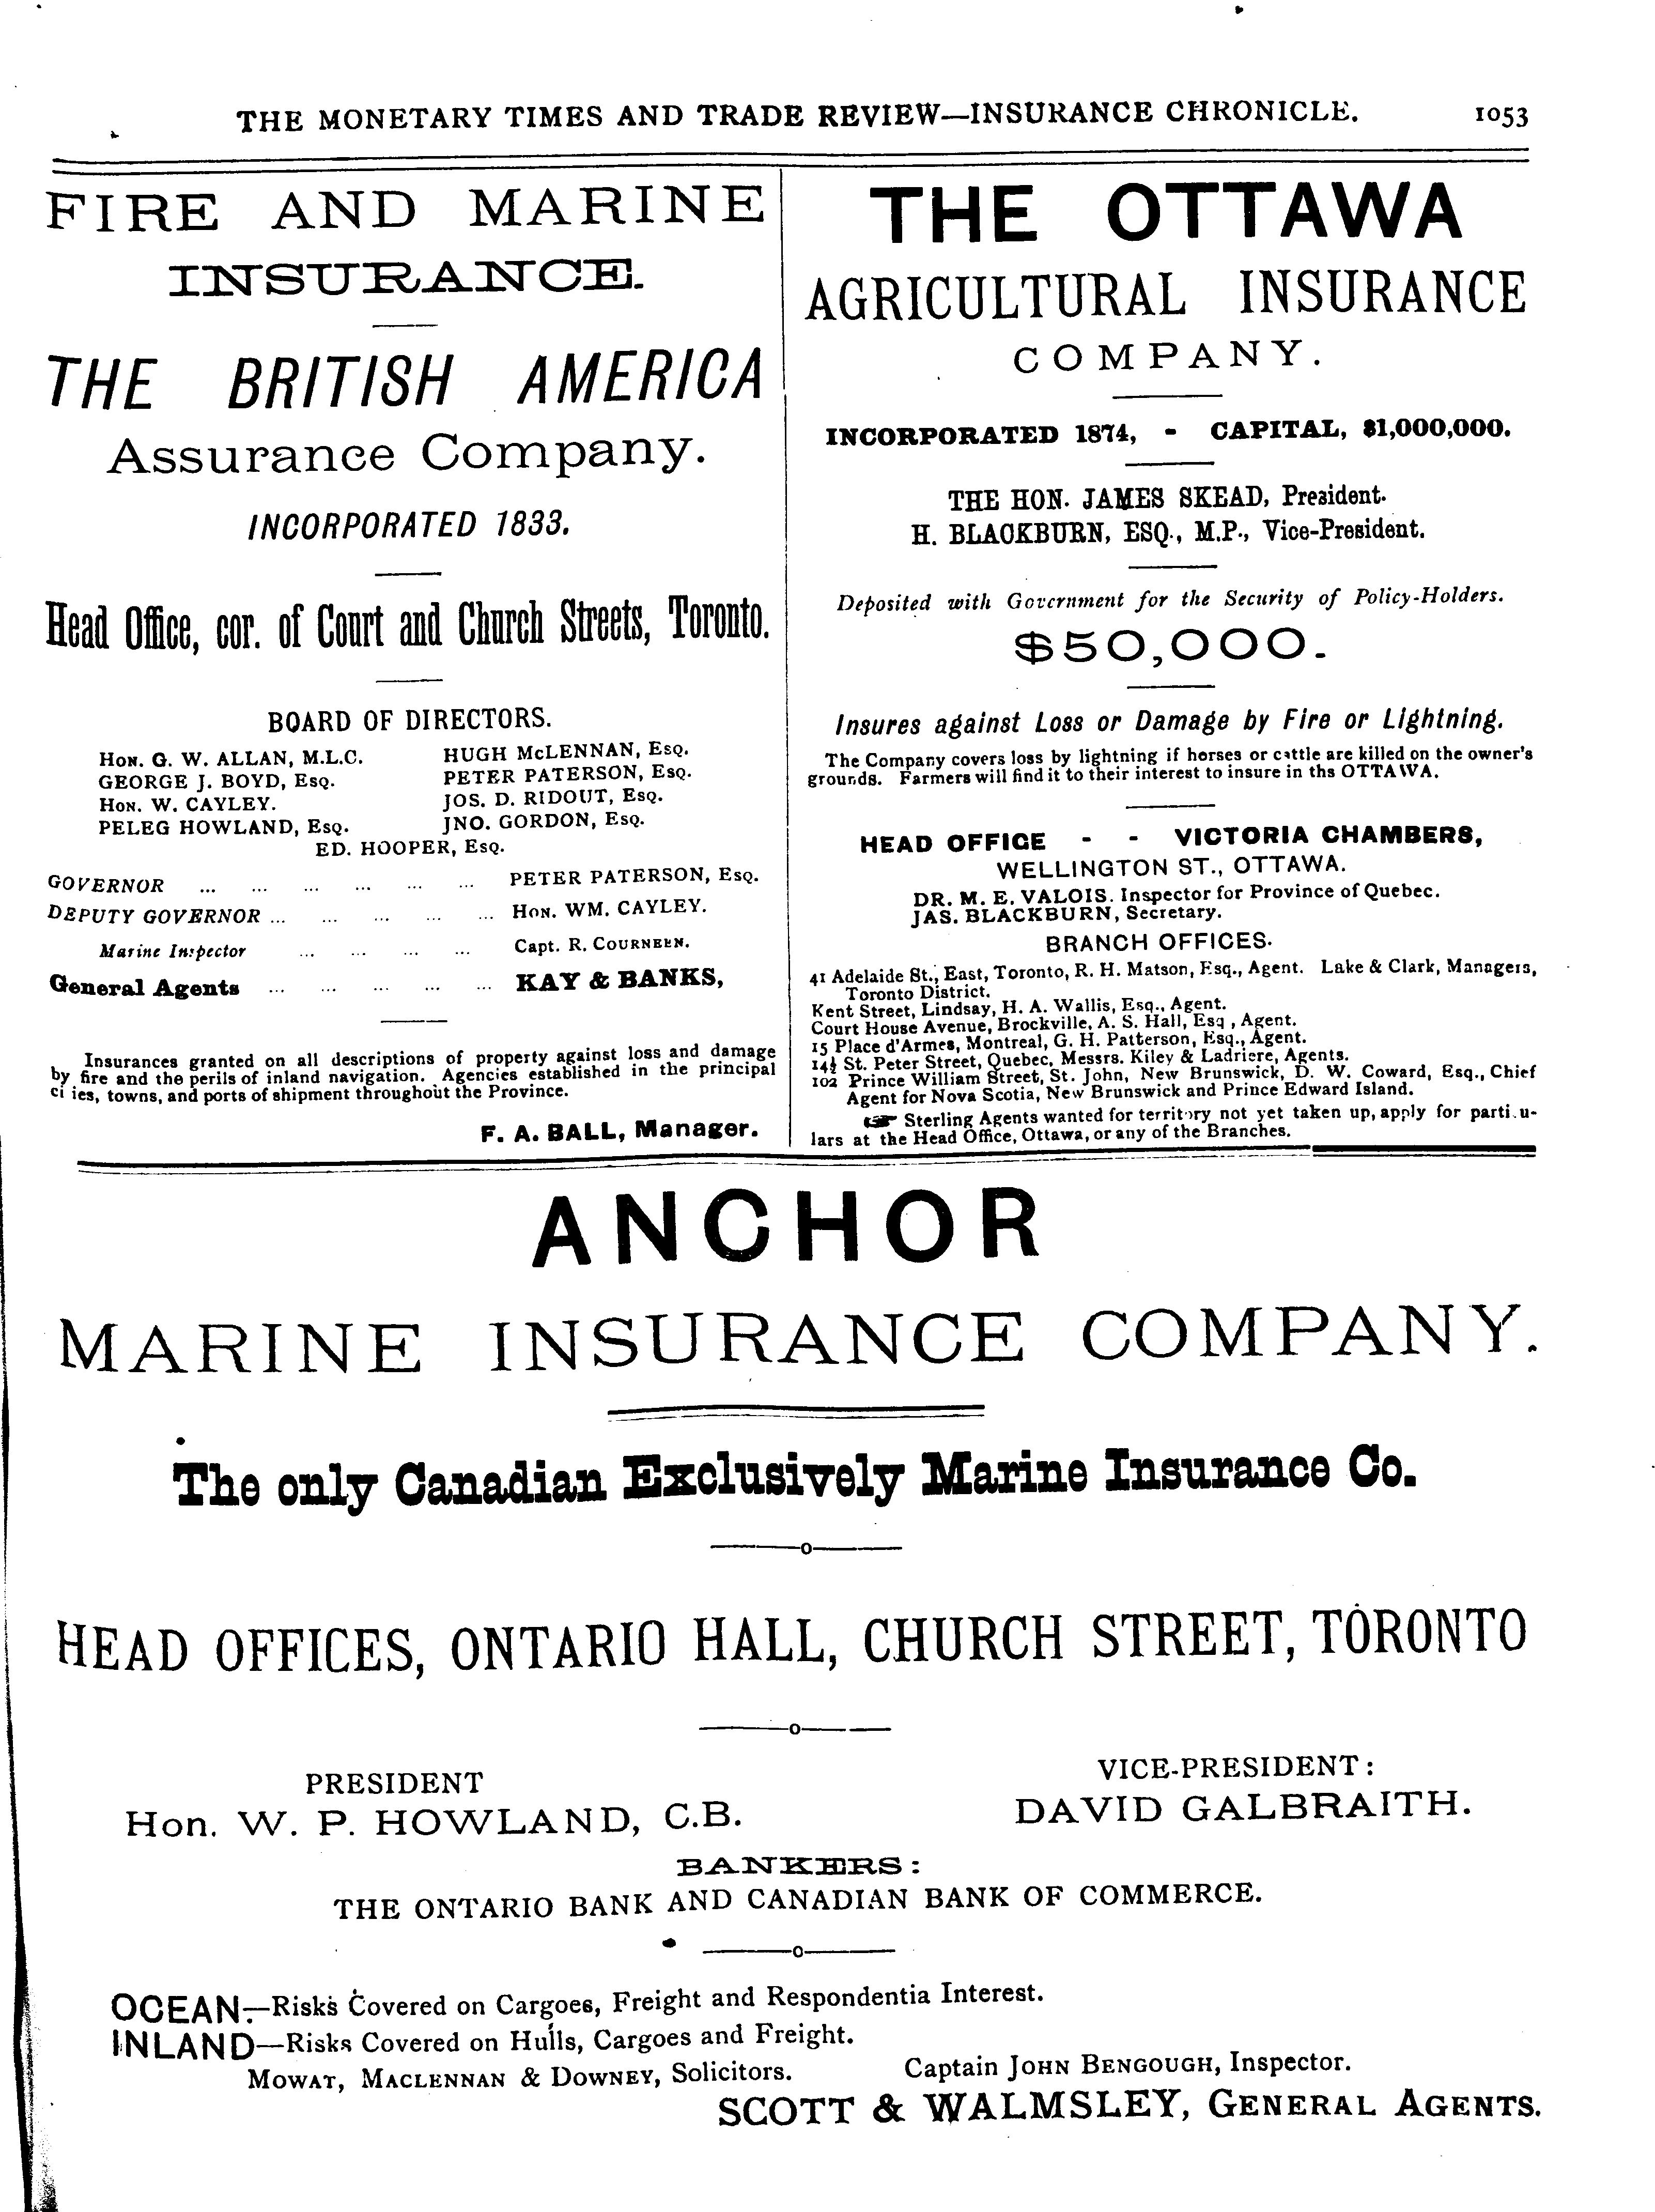 THE MONETARY TIMES AND TRADE REVIEW—INSURANCE CHRONICLE. 1053
FIRE AND MARINE
INSURANCE.
THE BRITISH AMERICA
Assurance Company.
INCORPORATED 1833.
Head Office, cor. of Court and Church Streets, Toronto.
BOARD OF DIRECTORS.
HON. G. W. ALLAN, M.L.C. HUGH McLENNAN, ESQ.
GEORGE J. BOYD, ESQ. PETER PATERSON, ESQ.
HON. W. CAYLEY. JOS. D. RIDOUT, ESQ.
PELEG HOWLAND, ESQ. JNO. GORDON, ESQ.
ED. HOOPER, ESQ.
GOVERNOR ... ... ... ... ... ... PETER PATERSON, ESQ.
DEPUTY GOVERNOR ... ... ... ... ... HON. WM. CAYLEY.
Marine Inspector ... ... ... ... Capt. R. COURNEEN.
General Agents ... ... ... ... ... KAY & BANKS,
Insurances granted on all descriptions of property against loss and damage
by fire and the perils of inland navigation. Agencies established in the principal
ci ies, towns, and ports of shipment throughout the Province.
F. A. BALL, Manager.
THE OTTAWA
AGRICULTURAL INSURANCE
COMPANY.
INCORPORATED 1874, - CAPITAL, $1,000,000.
THE HON. JAMES SKEAD, President.
H. BLACKBURN, ESQ., M.P., Vice-President.
Deposited with Government for the Security of Policy-Holders.
$50,000.
Insures against Loss or Damage by Fire or Lightning.
The Company covers loss by lightning if horses or cattle are killed on the owner's
grounds. Farmers will find it to their interest to insure in ths OTTAWA.
HEAD OFFICE - - VICTORIA CHAMBERS,
WELLINGTON ST., OTTAWA.
DR. M. E. VALOIS. Inspector for Province of Quebec.
JAS. BLACKBURN, Secretary.
BRANCH OFFICES.
41 Adelaide St., East, Toronto, R. H. Matson, Esq., Agent. Lake & Clark, Managers,
Toronto District.
Kent Street, Lindsay, H. A. Wallis, Esq., Agent.
Court House Avenue, Brockville, A. S. Hall, Esq , Agent.
15 Place d'Armes, Montreal, G. H. Patterson, Esq., Agent.
14½ St. Peter Street, Quebec, Messrs. Kiley & Ladriere, Agents.
102 Prince William Street, St. John, New Brunswick, D. W. Coward, Esq., Chief
Agent for Nova Scotia, New Brunswick and Prince Edward Island.
☞ Sterling Agents wanted for territory not yet taken up, apply for parti.u-
lars at the Head Office, Ottawa, or any of the Branches.
ANCHOR
MARINE INSURANCE COMPANY.
The only Canadian Exclusively Marine Insurance Co.
HEAD OFFICES, ONTARIO HALL, CHURCH STREET, TORONTO
PRESIDENT VICE-PRESIDENT:
Hon. W. P. HOWLAND, C.B. DAVID GALBRAITH.
BANKERS:
THE ONTARIO BANK AND CANADIAN BANK OF COMMERCE.
OCEAN:—Risks Covered on Cargoes, Freight and Respondentia Interest.
INLAND—Risks Covered on Hulls, Cargoes and Freight.
MOWAT, MACLENNAN & DOWNEY, Solicitors. Captain JOHN BENGOUGH, Inspector.
SCOTT & WALMSLEY, GENERAL AGENTS.